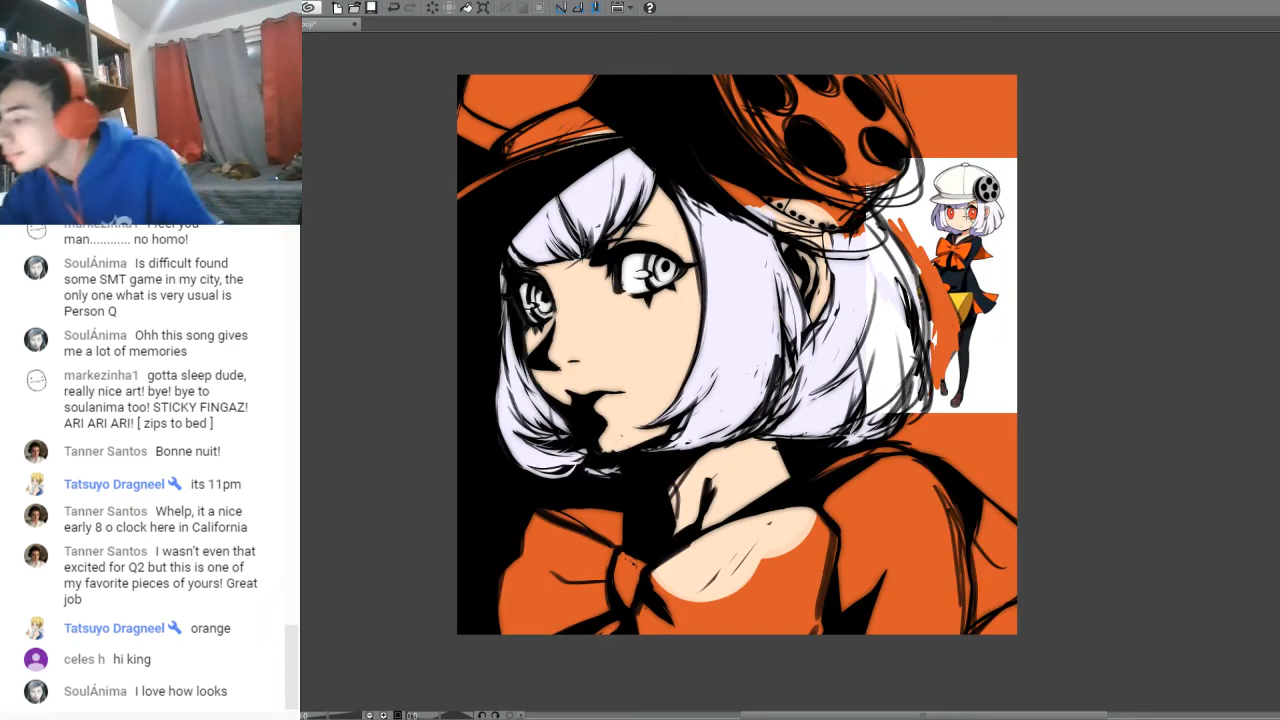 man............ no homo!
SoulÁnima Is difficult found
some SMT game in my city, the
only one what is very usual is
Person Q
SoulÁnima Ohh this song gives
me a lot of memories
markezinha1 gotta sleep dude,
really nice art! bye! bye to
soulanima too! STICKY FINGAZ!
ARI ARI ARI! [ zips to bed ]
Tanner Santos Bonne nuit!
Tatsuyo Dragneel its 11pm
Tanner Santos Whelp, it a nice
early 8 o clock here in California
Tanner Santos I wasn't even that
excited for Q2 but this is one of
my favorite pieces of yours! Great
job
Tatsuyo Dragneel orange
celes h hi king
SoulÁnima I love how looks